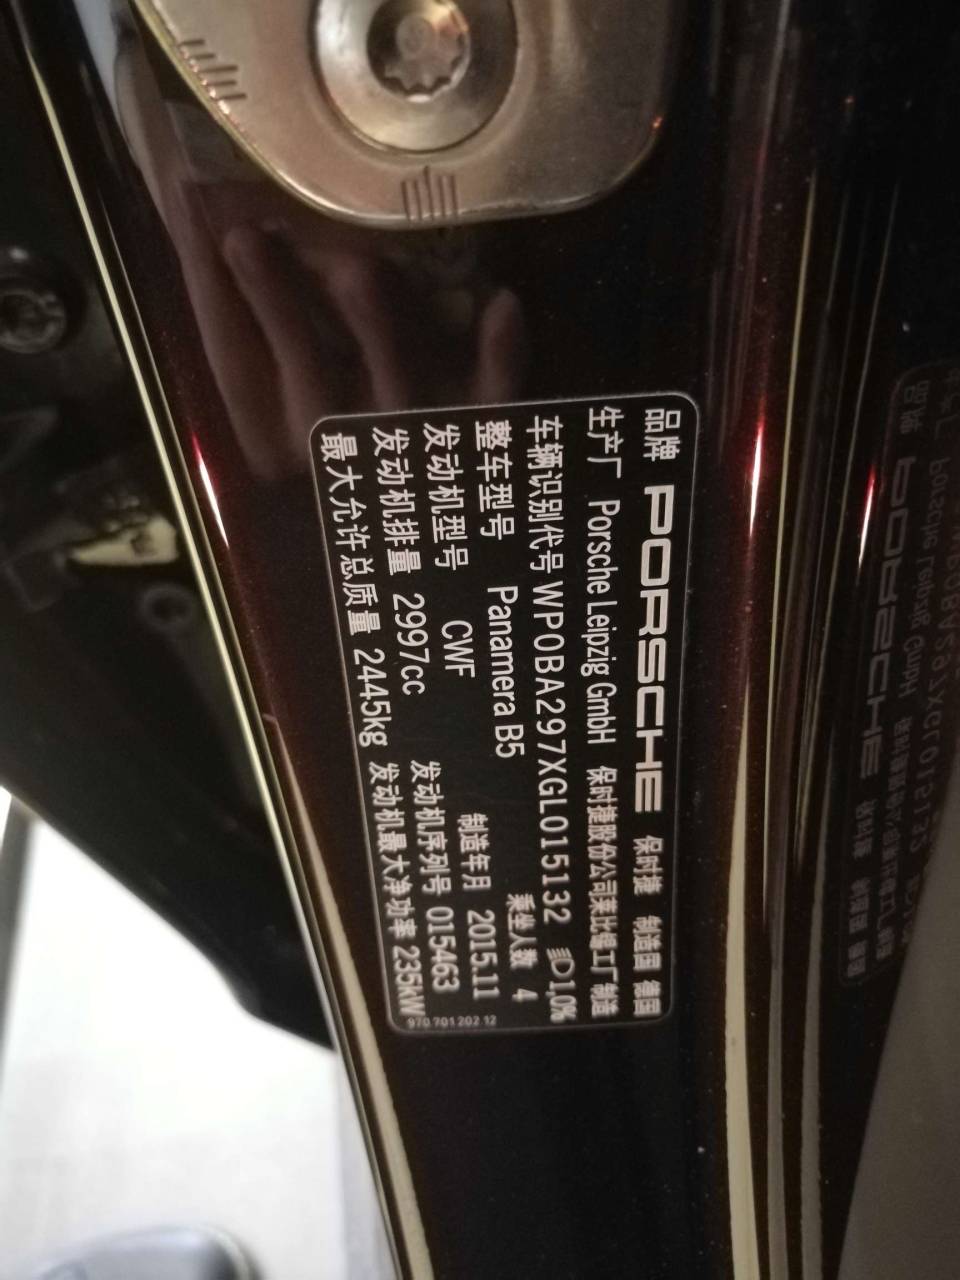 品牌 PORSCHE 保时捷 制造国 德国
生产厂 Porsche Leipzig GmbH 保时捷股份公司莱比锡工厂制造
车辆识别代号 WP0BA297XGL015132 1,0%
整车型号 Panamera B5 乘坐人数 4
发动机型号 CWF 制造年月 2015.11
发动机排量 2997cc 发动机序列号 015463
最大允许总质量 2445kg 发动机最大净功率 235kW
970 701 202 12